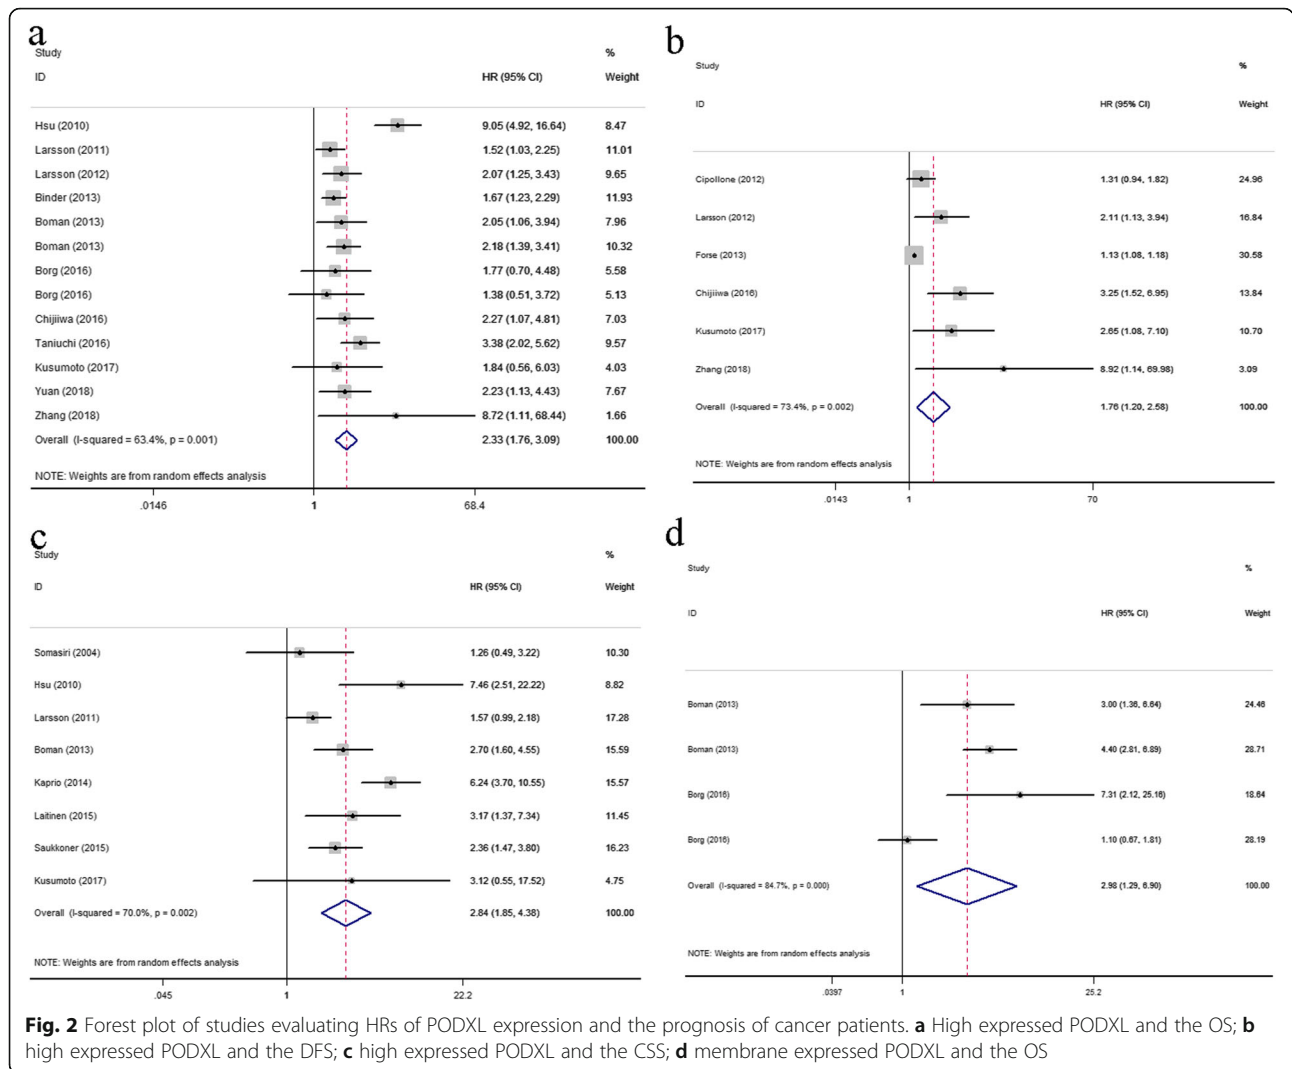 a
Study %
ID HR (95% CI) Weight
Hsu (2010) 9.05 (4.92, 16.64) 8.47
Larsson (2011) 1.52 (1.03, 2.25) 11.01
Larsson (2012) 2.07 (1.25, 3.43) 9.65
Binder (2013) 1.67 (1.23, 2.29) 11.93
Boman (2013) 2.05 (1.06, 3.94) 7.96
Boman (2013) 2.18 (1.39, 3.41) 10.32
Borg (2016) 1.77 (0.70, 4.48) 5.58
Borg (2016) 1.38 (0.51, 3.72) 5.13
Chijiiwa (2016) 2.27 (1.07, 4.81) 7.03
Taniuchi (2016) 3.38 (2.02, 5.62) 9.57
Kusumoto (2017) 1.84 (0.56, 6.03) 4.03
Yuan (2018) 2.23 (1.13, 4.43) 7.67
Zhang (2018) 8.72 (1.11, 68.44) 1.66
Overall (I-squared = 63.4%, p = 0.001) 2.33 (1.76, 3.09) 100.00
NOTE: Weights are from random effects analysis
.0146 1 68.4
b
Study %
ID HR (95% CI) Weight
Cipollone (2012) 1.31 (0.94, 1.82) 24.96
Larsson (2012) 2.11 (1.13, 3.94) 16.84
Forse (2013) 1.13 (1.08, 1.18) 30.58
Chijiiwa (2016) 3.25 (1.52, 6.95) 13.84
Kusumoto (2017) 2.65 (1.08, 7.10) 10.70
Zhang (2018) 8.92 (1.14, 69.98) 3.09
Overall (I-squared = 73.4%, p = 0.002) 1.76 (1.20, 2.58) 100.00
NOTE: Weights are from random effects analysis
.0143 1 70
c
Study %
ID HR (95% CI) Weight
Somasiri (2004) 1.26 (0.49, 3.22) 10.30
Hsu (2010) 7.46 (2.51, 22.22) 8.82
Larsson (2011) 1.57 (0.99, 2.18) 17.28
Boman (2013) 2.70 (1.60, 4.55) 15.59
Kaprio (2014) 6.24 (3.70, 10.55) 15.57
Laitinen (2015) 3.17 (1.37, 7.34) 11.45
Saukkoner (2015) 2.36 (1.47, 3.80) 16.23
Kusumoto (2017) 3.12 (0.55, 17.52) 4.75
Overall (I-squared = 70.0%, p = 0.002) 2.84 (1.85, 4.38) 100.00
NOTE: Weights are from random effects analysis
.045 1 22.2
d
Study %
ID HR (95% CI) Weight
Boman (2013) 3.00 (1.36, 6.64) 24.46
Boman (2013) 4.40 (2.81, 6.89) 28.71
Borg (2016) 7.31 (2.12, 25.16) 18.64
Borg (2016) 1.10 (0.67, 1.81) 28.19
Overall (I-squared = 84.7%, p = 0.000) 2.98 (1.29, 6.90) 100.00
NOTE: Weights are from random effects analysis
.0397 1 25.2
Fig. 2 Forest plot of studies evaluating HRs of PODXL expression and the prognosis of cancer patients. a High expressed PODXL and the OS; b
high expressed PODXL and the DFS; c high expressed PODXL and the CSS; d membrane expressed PODXL and the OS